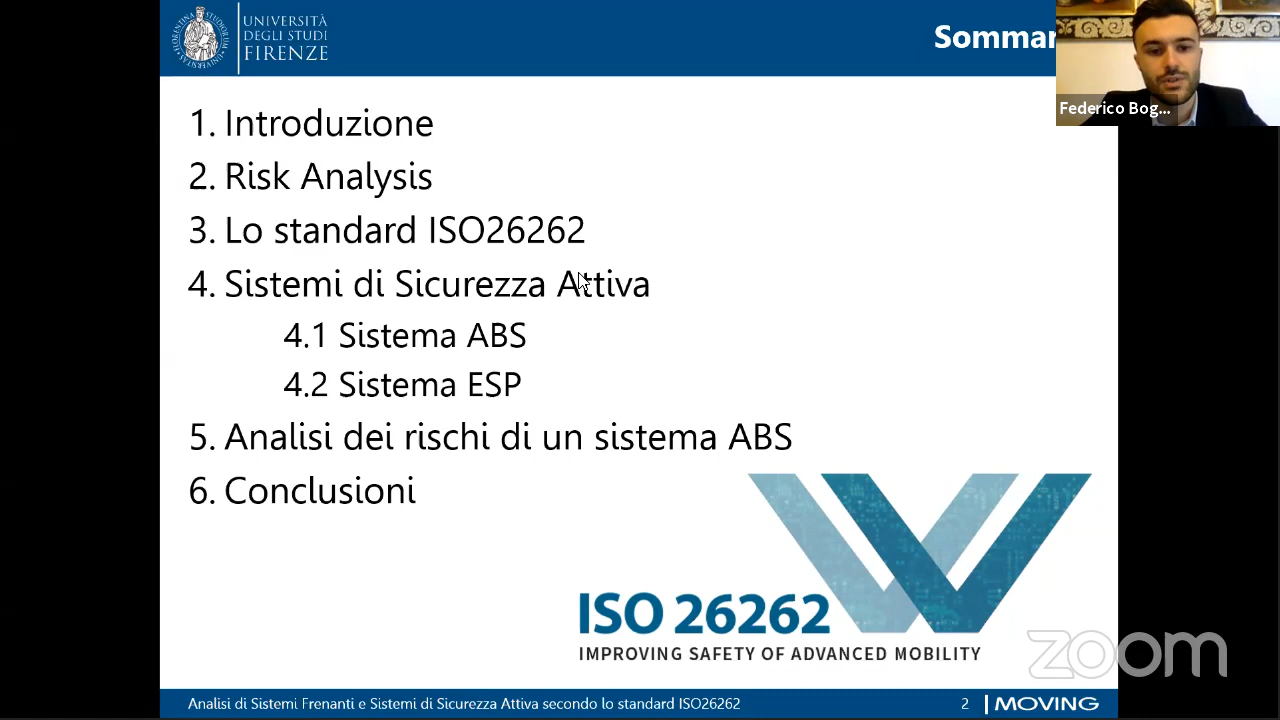 UNIVERSITÀ
DEGLI STUDI
FIRENZE
Sommar
Federico Bog...
1. Introduzione
2. Risk Analysis
3. Lo standard ISO26262
4. Sistemi di Sicurezza Attiva
4.1 Sistema ABS
4.2 Sistema ESP
5. Analisi dei rischi di un sistema ABS
6. Conclusioni
ISO 26262
IMPROVING SAFETY OF ADVANCED MOBILITY
zoom
Analisi di Sistemi Frenanti e Sistemi di Sicurezza Attiva secondo lo standard ISO26262
2
MOVING